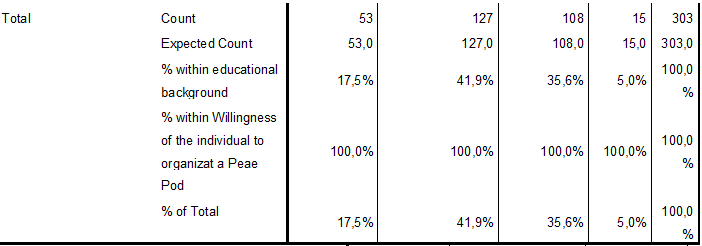 Total Count 53 127 108 15 303
Expected Count 53,0 127,0 108,0 15,0 303,0
% within educational background 17,5% 41,9% 35,6% 5,0% 100,0 %
% within Willingness of the individual to organizat a Peae Pod 100,0% 100,0% 100,0% 100,0% 100,0 %
% of Total 17,5% 41,9% 35,6% 5,0% 100,0 %